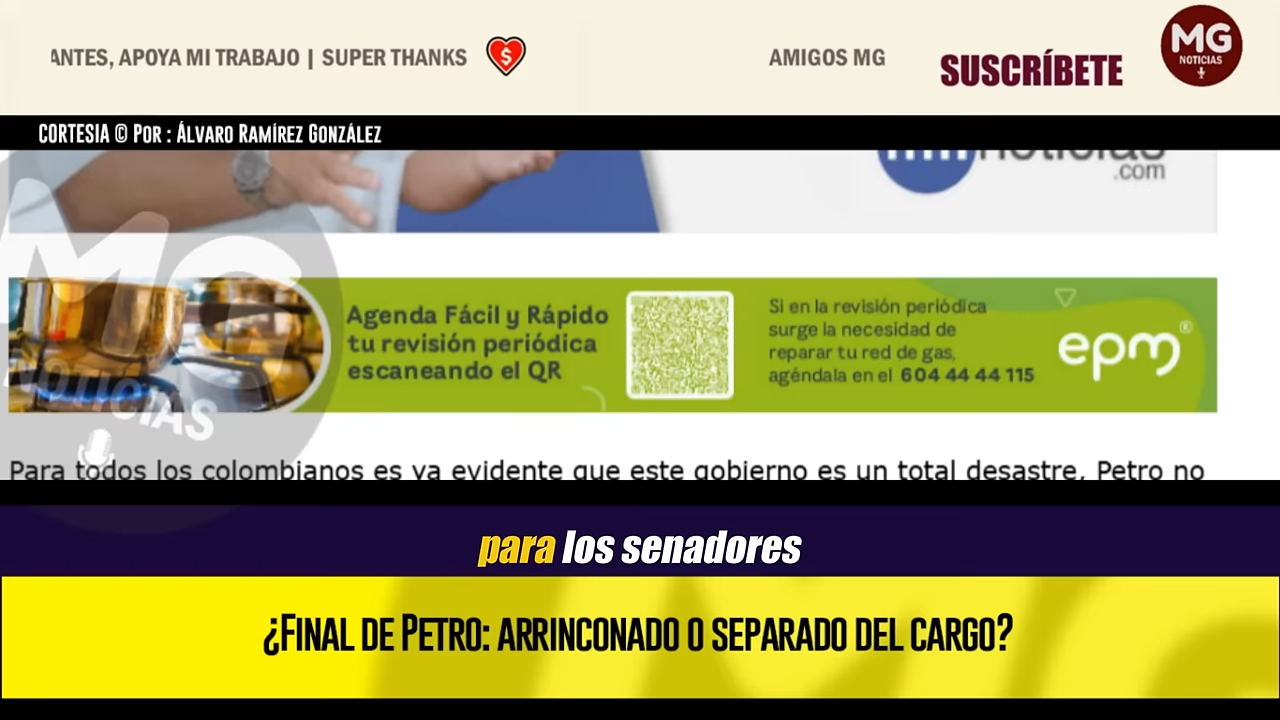 ANTES, APOYA MI TRABAJO | SUPER THANKS
AMIGOS MG
SUSCRÍBETE
MG
NOTICIAS
CORTESIA © Por : Álvaro Ramírez González
noticias
.com
MG
NOTICIAS
Agenda Fácil y Rápido
tu revisión periódica
escaneando el QR
Si en la revisión periódica
surge la necesidad de
reparar tu red de gas,
agéndala en el 604 44 44 115
epm®
Para todos los colombianos es ya evidente que este gobierno es un total desastre. Petro no
para los senadores
¿Final de Petro: arrinconado o separado del cargo?